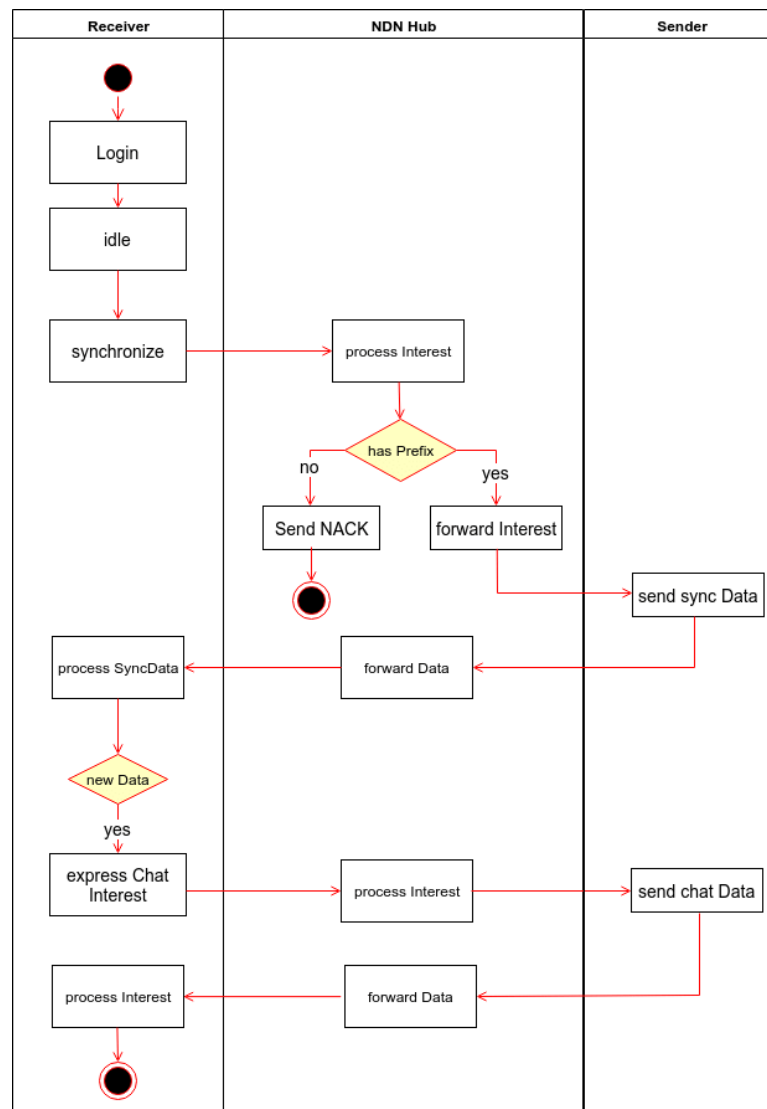 Receiver
NDN Hub
Sender
Login
idle
synchronize
process Interest
has Prefix
no
yes
Send NACK
forward Interest
send sync Data
process SyncData
forward Data
new Data
yes
express Chat
Interest
process Interest
send chat Data
process Interest
forward Data